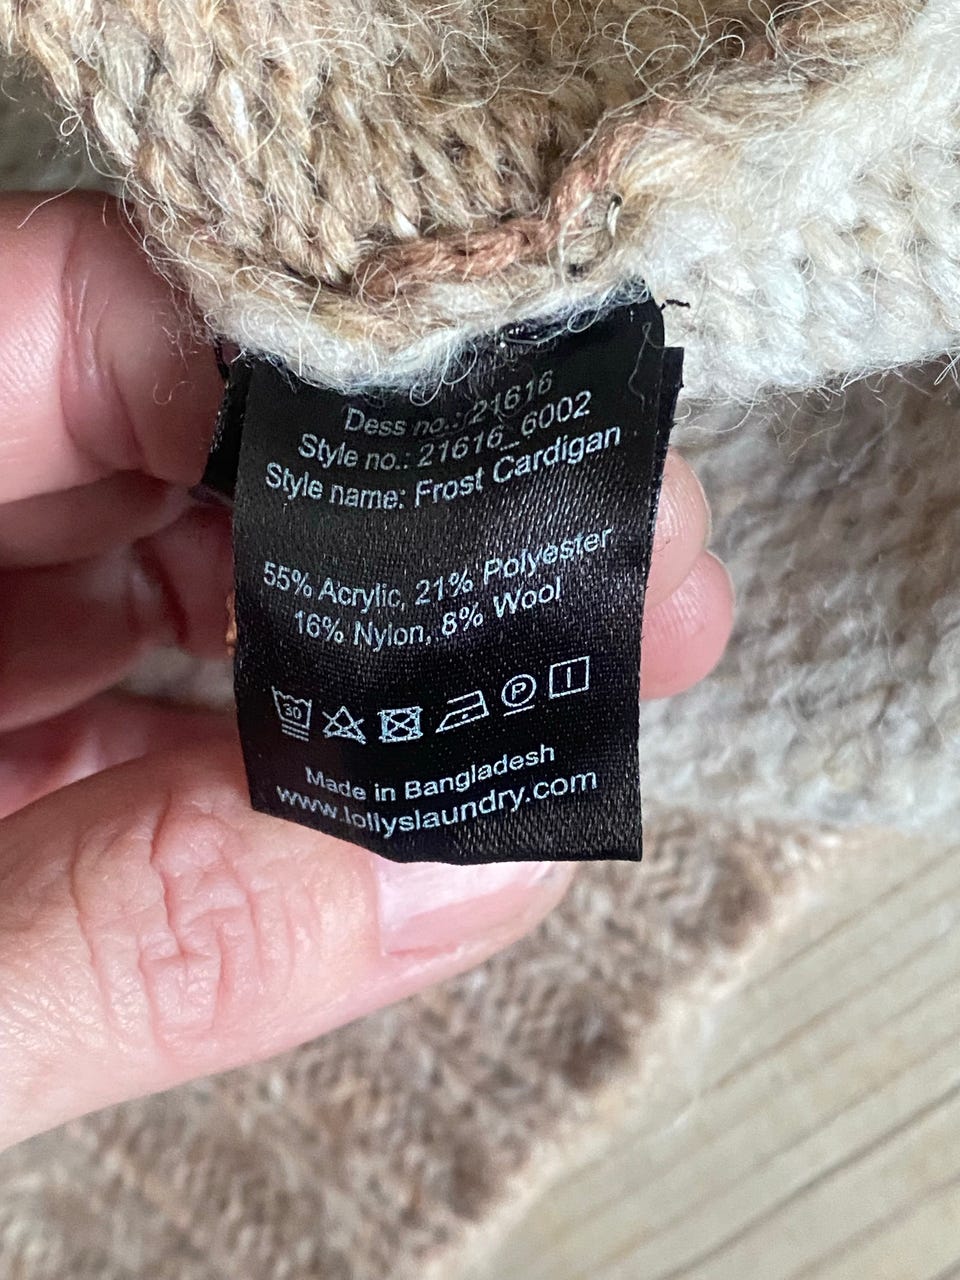 Dess no.: 21616
Style no.: 21616_6002
Style name: Frost Cardigan
55% Acrylic, 21% Polyester
16% Nylon, 8% Wool
30 P
Made in Bangladesh
www.lollyslaundry.com